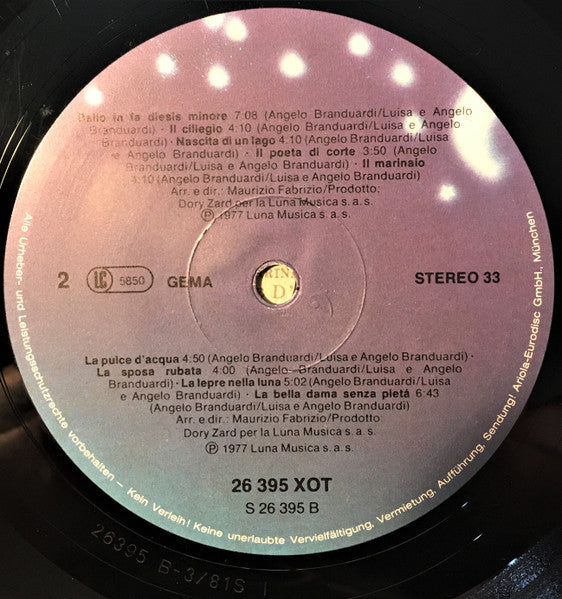 Ballo in fa diesis minore 7:08 (Angelo Branduardi/Luisa e Angelo
Branduardi) · Il ciliegio 4:10 (Angelo Branduardi/Luisa e Angelo
Branduardi) · Nascita di un lago 4:10 (Angelo Branduardi/Luisa
e Angelo Branduardi) · Il poeta di corte 3:50 (Angelo
Branduardi/Luisa e Angelo Branduardi) · Il marinaio
4:10 (Angelo Branduardi/Luisa e Angelo Branduardi)
Arr. e dir.: Maurizio Fabrizio/Prodotto:
Dory Zard per la Luna Musica s. a. s.
Ⓟ 1977 Luna Musica s. a. s.
2 LC 5850 GEMA
STEREO 33
RINE
D'
La pulce d'acqua 4:50 (Angelo Branduardi/Luisa e Angelo Branduardi) ·
La sposa rubata 4:00 (Angelo Branduardi/Luisa e Angelo
Branduardi) · La lepre nella luna 5:02 (Angelo Branduardi/Luisa
e Angelo Branduardi) · La bella dama senza pietá 6:43
(Angelo Branduardi/Luisa e Angelo Branduardi)
Arr. e dir.: Maurizio Fabrizio/Prodotto:
Dory Zard per la Luna Musica s. a. s.
Ⓟ 1977 Luna Musica s. a. s.
26 395 XOT
S 26 395 B
Alle Urheber- und Leistungsschutzrechte vorbehalten – Kein Verleih! Keine unerlaubte Vervielfältigung, Vermietung, Aufführung, Sendung! Ariola-Eurodisc GmbH., München
26395 B-3/81S I